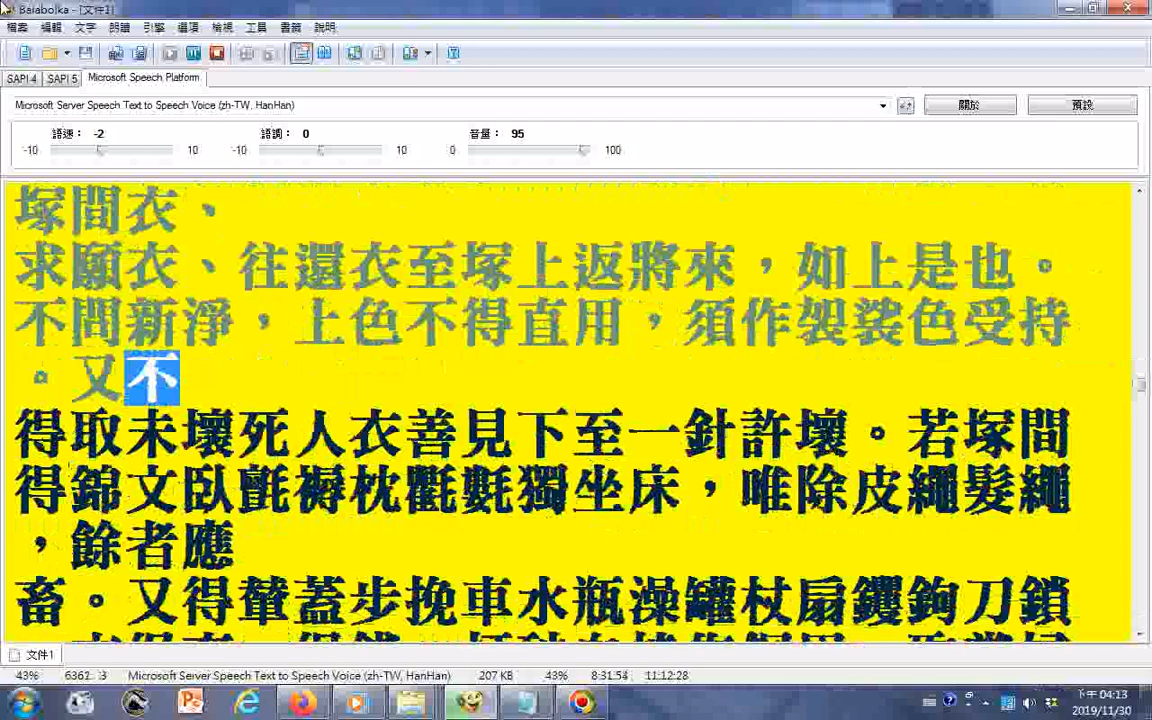 Balabolka - [文件1]
檔案 編輯 文字 朗讀 引擎 選項 檢視 工具 書籤 說明
SAPI 4 SAPI 5 Microsoft Speech Platform
Microsoft Server Speech Text to Speech Voice (zh-TW, HanHan) 關於 預設
語速： -2 語調： 0 音量： 95
-10 10 -10 10 0 100
塚間衣、
求願衣、往還衣至塚上返將來，如上是也。
不問新淨，上色不得直用，須作袈裟色受持
。又不
得取未壞死人衣善見下至一針許壞。若塚間
得錦文臥氈褥枕氍氀獨坐床，唯除皮繩髮繩
，餘者應
畜。又得輦蓋步挽車水瓶澡罐杖扇钁鉤刀鎖
文件1
43% Microsoft Server Speech Text to Speech Voice (zh-TW, HanHan) 207 KB 43% 8:31:54 11:12:28
下午 04:13
2019/11/30